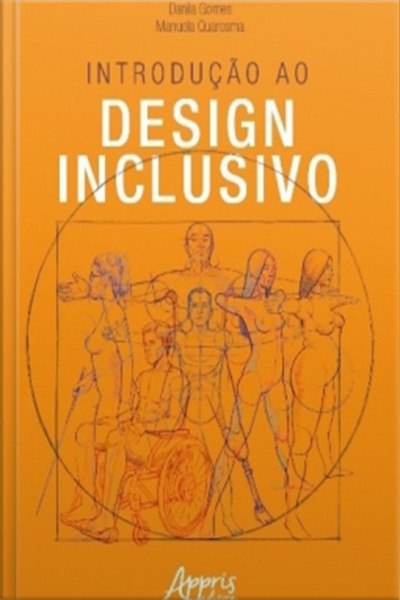 Danila Gomes
Manuela Quaresma
INTRODUÇÃO AO
DESIGN
INCLUSIVO
Appris